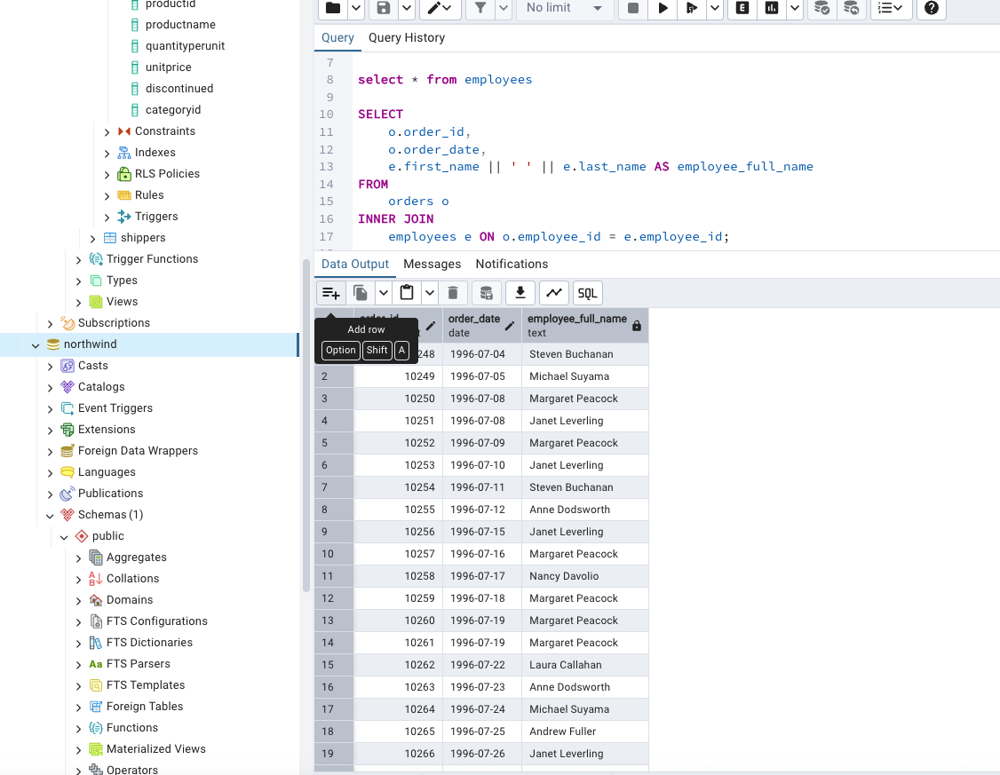 productid
productname
quantityperunit
unitprice
discontinued
categoryid
Constraints
Indexes
RLS Policies
Rules
Triggers
shippers
Trigger Functions
Types
Views
Subscriptions
northwind
Casts
Catalogs
Event Triggers
Extensions
Foreign Data Wrappers
Languages
Publications
Schemas (1)
public
Aggregates
Collations
Domains
FTS Configurations
FTS Dictionaries
Aa FTS Parsers
FTS Templates
Foreign Tables
Functions
Materialized Views
Operators
No limit
E
Query Query History
7
8 select * from employees
9
10 SELECT
11 o.order_id,
12 o.order_date,
13 e.first_name || ' ' || e.last_name AS employee_full_name
14 FROM
15 orders o
16 INNER JOIN
17 employees e ON o.employee_id = e.employee_id;
Data Output Messages Notifications
SQL
order_date employee_full_name
date text
Add row
Option Shift A
248 1996-07-04 Steven Buchanan
2 10249 1996-07-05 Michael Suyama
3 10250 1996-07-08 Margaret Peacock
4 10251 1996-07-08 Janet Leverling
5 10252 1996-07-09 Margaret Peacock
6 10253 1996-07-10 Janet Leverling
7 10254 1996-07-11 Steven Buchanan
8 10255 1996-07-12 Anne Dodsworth
9 10256 1996-07-15 Janet Leverling
10 10257 1996-07-16 Margaret Peacock
11 10258 1996-07-17 Nancy Davolio
12 10259 1996-07-18 Margaret Peacock
13 10260 1996-07-19 Margaret Peacock
14 10261 1996-07-19 Margaret Peacock
15 10262 1996-07-22 Laura Callahan
16 10263 1996-07-23 Anne Dodsworth
17 10264 1996-07-24 Michael Suyama
18 10265 1996-07-25 Andrew Fuller
19 10266 1996-07-26 Janet Leverling